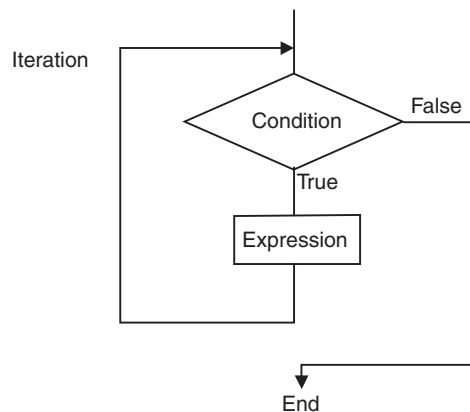 Iteration
False
Condition
True
Expression
End